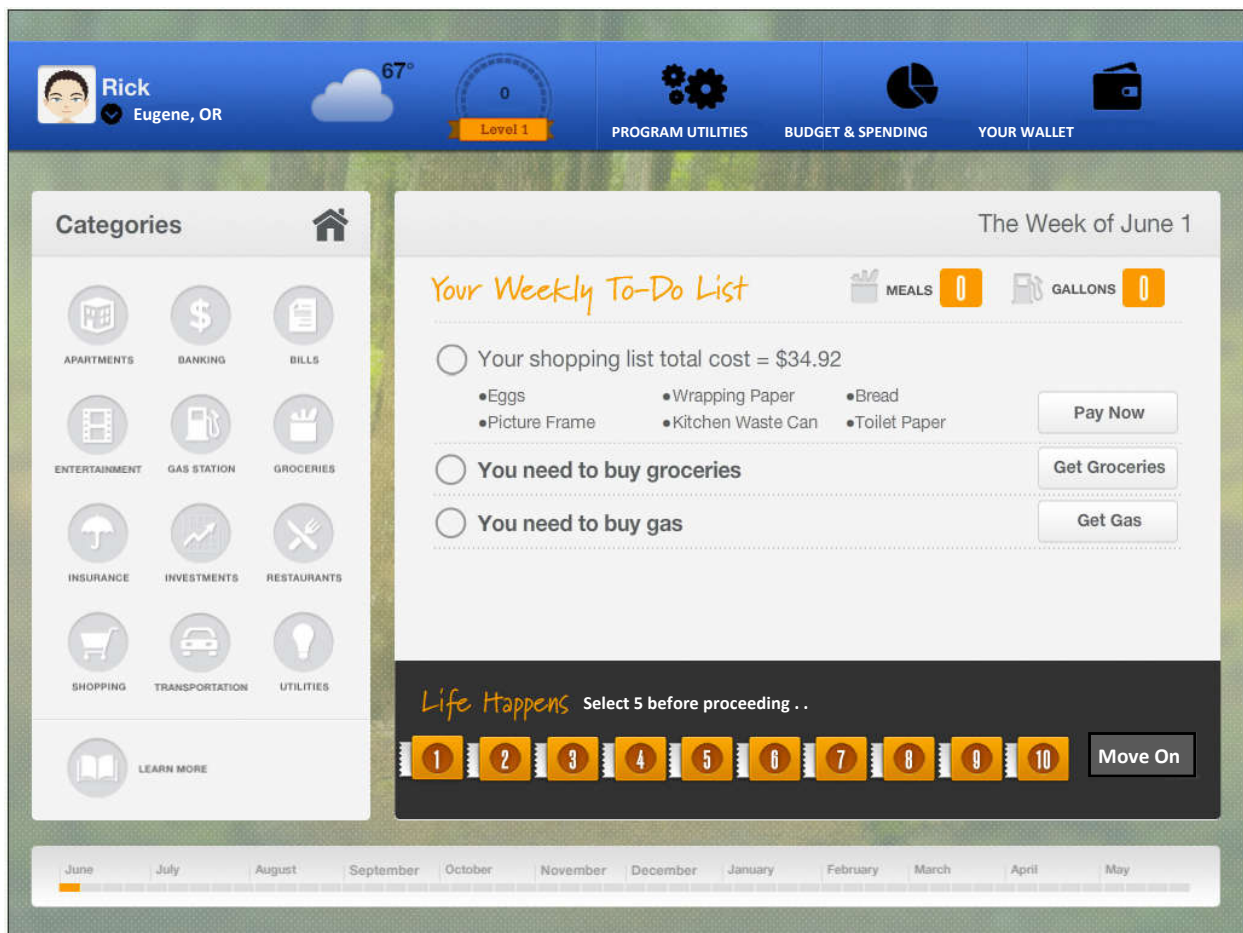 Rick
Eugene, OR
67°
0
Level 1
PROGRAM UTILITIES
BUDGET & SPENDING
YOUR WALLET
Categories
APARTMENTS
BANKING
BILLS
ENTERTAINMENT
GAS STATION
GROCERIES
INSURANCE
INVESTMENTS
RESTAURANTS
SHOPPING
TRANSPORTATION
UTILITIES
LEARN MORE
The Week of June 1
Your Weekly To-Do List
MEALS 0
GALLONS 0
Your shopping list total cost = $34.92
•Eggs •Wrapping Paper •Bread
•Picture Frame •Kitchen Waste Can •Toilet Paper
Pay Now
You need to buy groceries
Get Groceries
You need to buy gas
Get Gas
Life Happens Select 5 before proceeding . .
1 2 3 4 5 6 7 8 9 10
Move On
June July August September October November December January February March April May